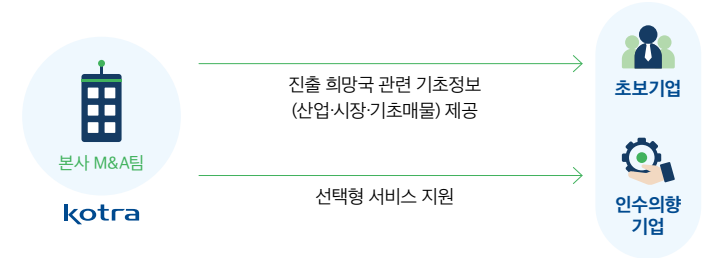 본사 M&A팀
kotra
진출 희망국 관련 기초정보
(산업·시장·기초매물) 제공
선택형 서비스 지원
초보기업
인수의향
기업